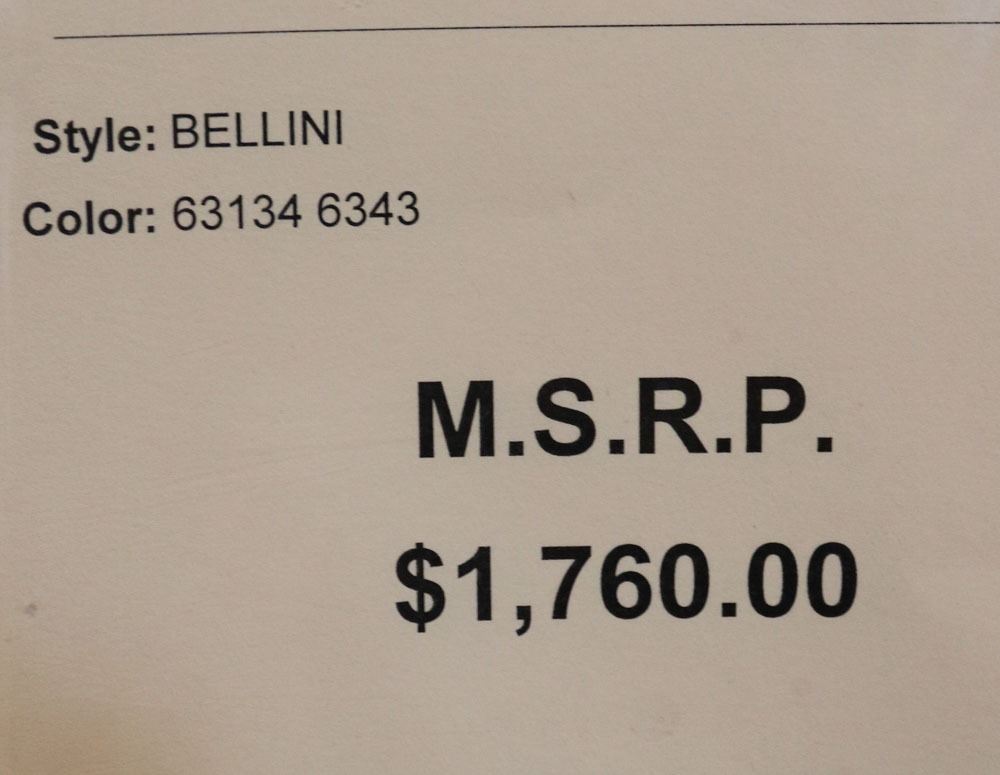 Style: BELLINI
Color: 63134 6343
M.S.R.P.
$1,760.00